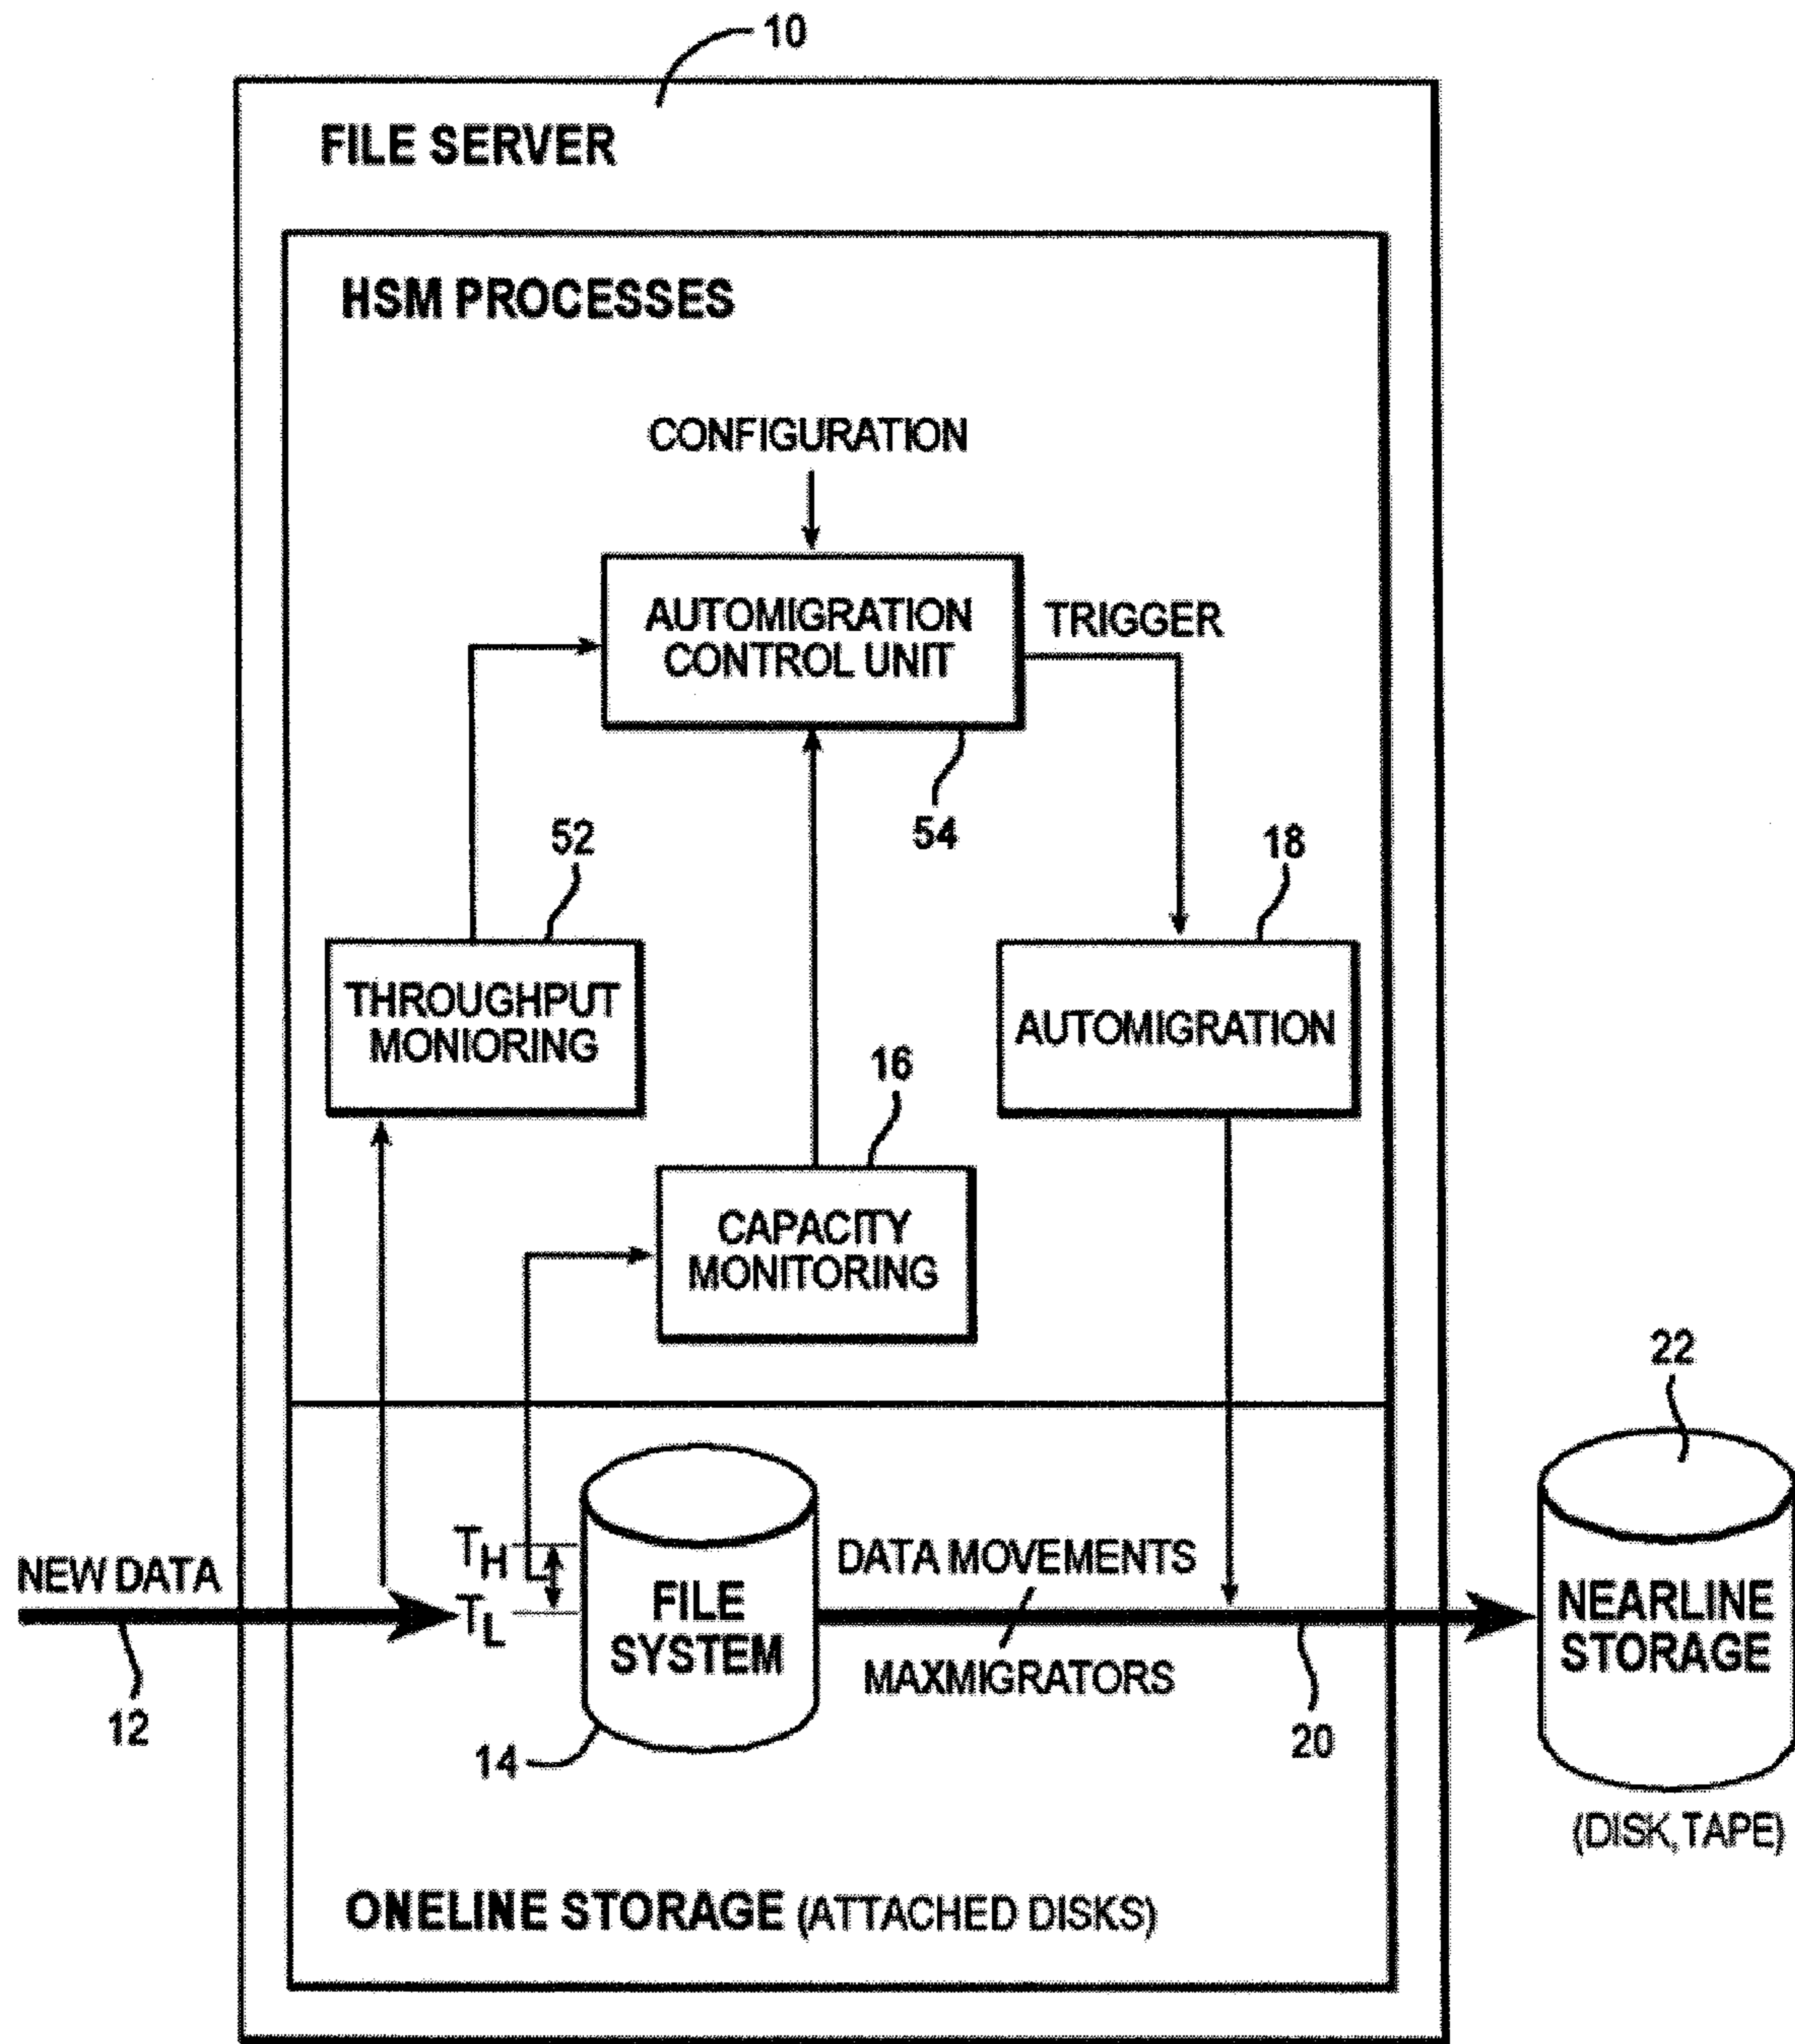 10
FILE SERVER
HSM PROCESSES
CONFIGURATION
AUTOMIGRATION
CONTROL UNIT
TRIGGER
54
52
18
THROUGHPUT
MONIORING
AUTOMIGRATION
16
CAPACITY
MONITORING
22
NEW DATA
TH
TL
12
FILE
SYSTEM
14
DATA MOVEMENTS
MAXMIGRATORS
20
NEARLINE
STORAGE
(DISK, TAPE)
ONELINE STORAGE (ATTACHED DISKS)